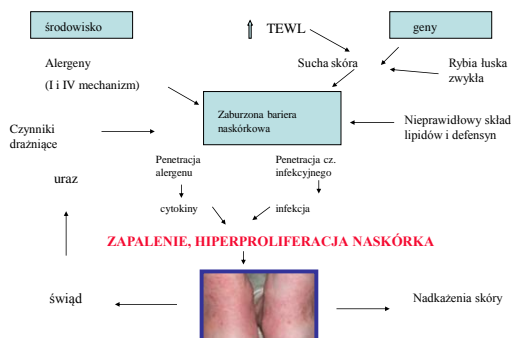 środowisko
TEWL
geny
Alergeny
(I i IV mechanizm)
Sucha skóra
Rybia łuska
zwykła
Zaburzona bariera
naskórkowa
Nieprawidłowy skład
lipidów i defensyn
Czynniki
drażniące
Penetracja
alergenu
Penetracja cz.
infekcyjnego
uraz
cytokiny
infekcja
ZAPALENIE, HIPERPROLIFERACJA NASKÓRKA
świąd
Nadkażenia skóry